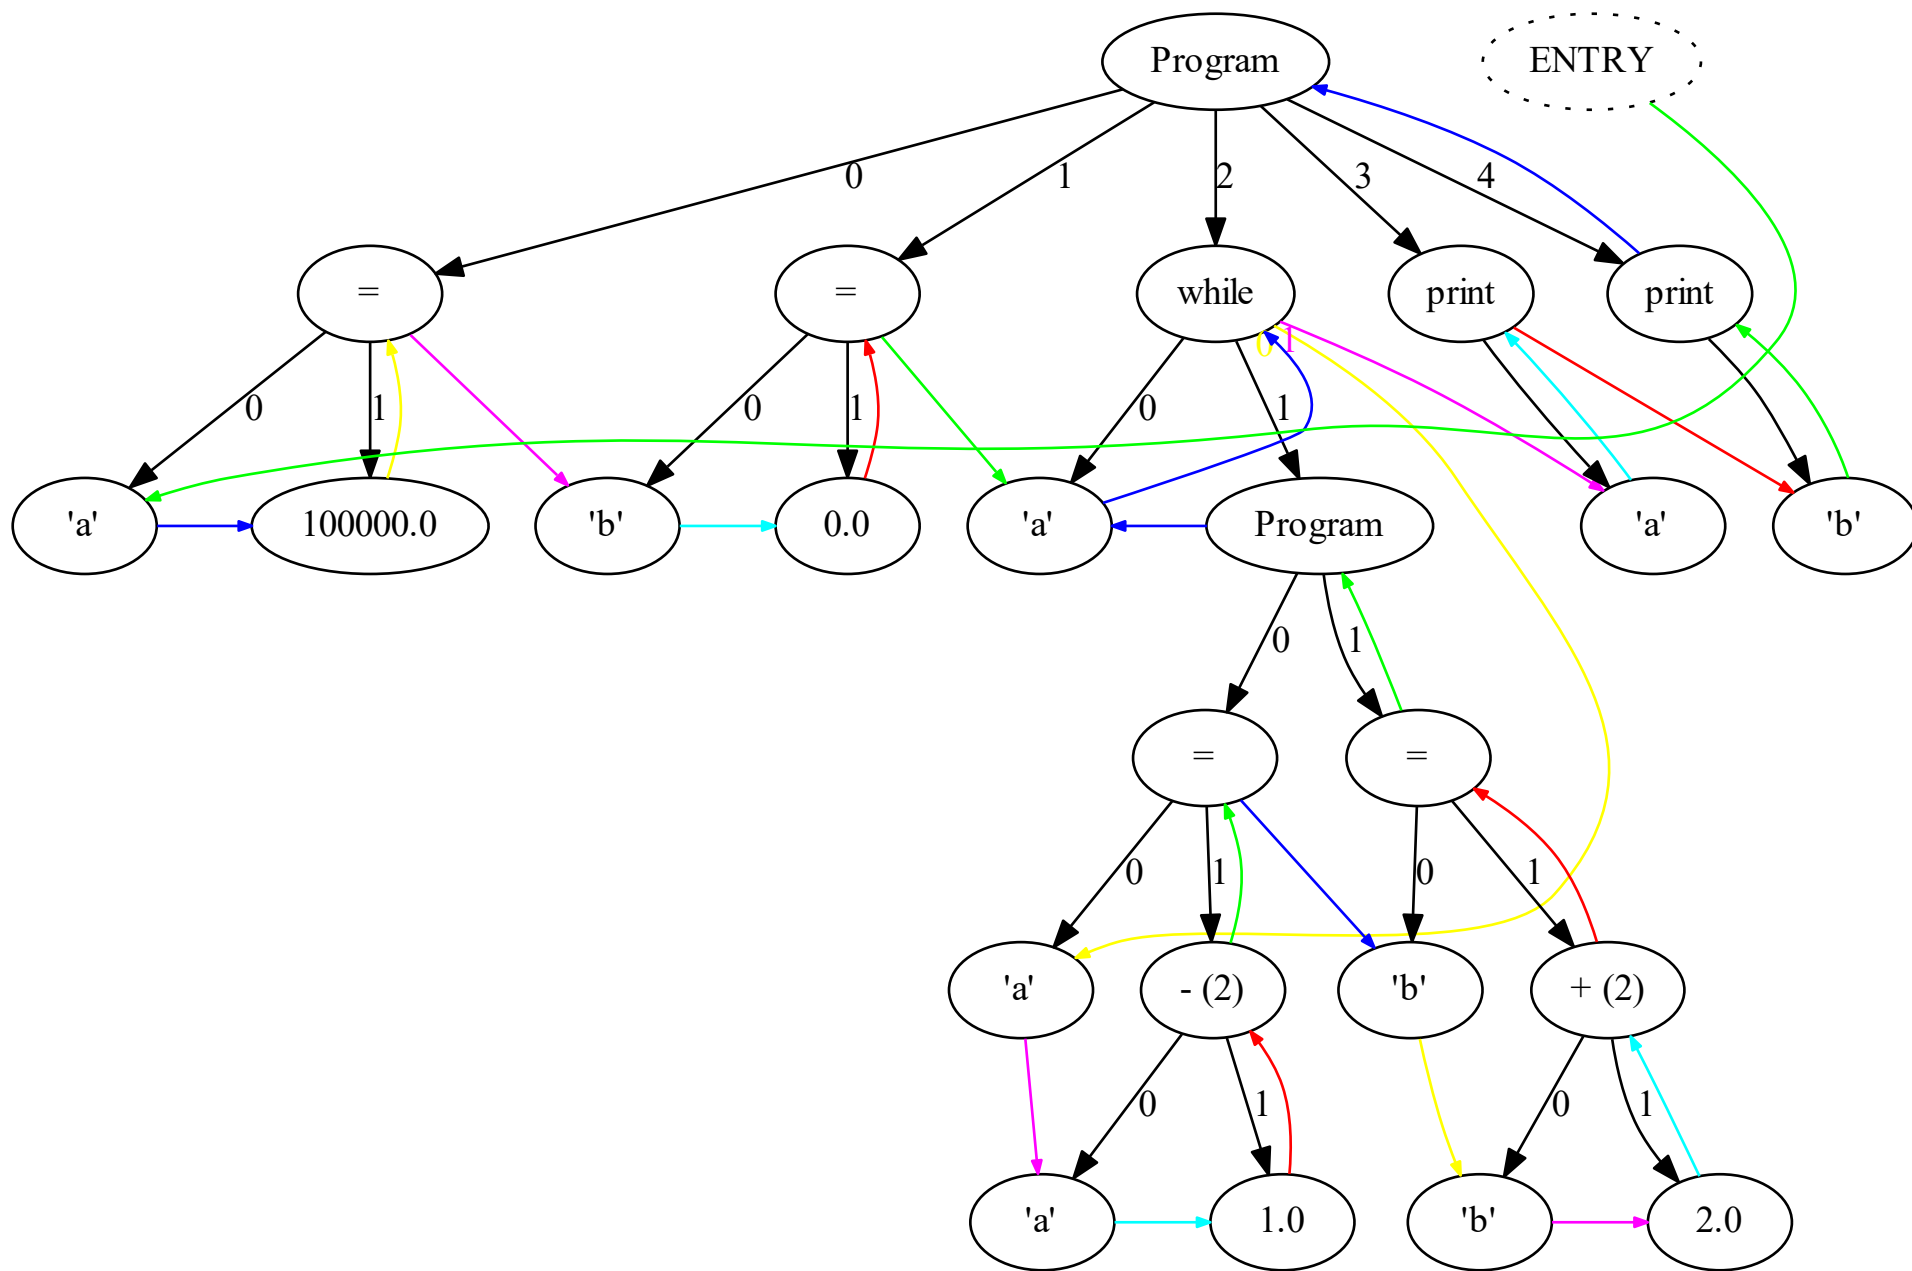 Program
ENTRY
0
1
2
3
4
=
=
while
print
print
0
1
0
1
0
1
0
1
'a'
100000.0
'b'
0.0
'a'
Program
'a'
'b'
0
1
=
=
0
1
0
1
'a'
- (2)
'b'
+ (2)
0
1
0
1
'a'
1.0
'b'
2.0